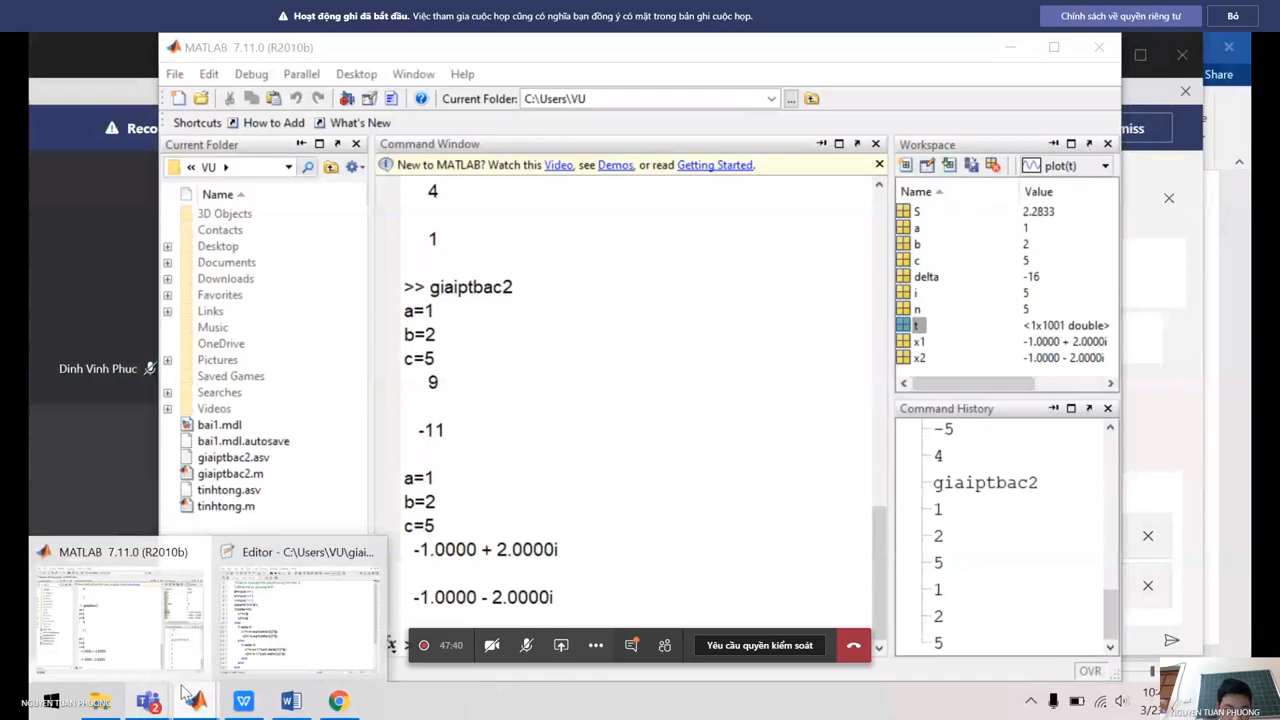 Hoạt động ghi đã bắt đầu. Việc tham gia cuộc họp cũng có nghĩa bạn đồng ý có mặt trong bản ghi cuộc họp.
Chính sách về quyền riêng tư
Bỏ
MATLAB 7.11.0 (R2010b)
Share
File Edit Debug Parallel Desktop Window Help
Current Folder: C:\Users\VU
Shortcuts How to Add What's New
Reco
miss
Current Folder
« VU
Name
3D Objects
Contacts
Desktop
Documents
Downloads
Favorites
Links
Music
OneDrive
Pictures
Saved Games
Searches
Videos
bai1.mdl
bai1.mdl.autosave
giaiptbac2.asv
giaiptbac2.m
tinhtong.asv
tinhtong.m
Dinh Vinh Phuc
Command Window
New to MATLAB? Watch this Video, see Demos, or read Getting Started.
4
1
>> giaiptbac2
a=1
b=2
c=5
9
-11
a=1
b=2
c=5
-1.0000 + 2.0000i
-1.0000 - 2.0000i
Workspace
plot(t)
Name Value
S 2.2833
a 1
b 2
c 5
delta -16
i 5
n 5
t <1x1001 double>
x1 -1.0000 + 2.0000i
x2 -1.0000 - 2.0000i
Command History
-5
4
giaiptbac2
1
2
MATLAB 7.11.0 (R2010b)
Editor - C:\Users\VU\giai...
47:40
Yêu cầu quyền kiểm soát
OVR
2
NGUYEN TUAN PHUONG
NGUYEN TUAN PHUONG